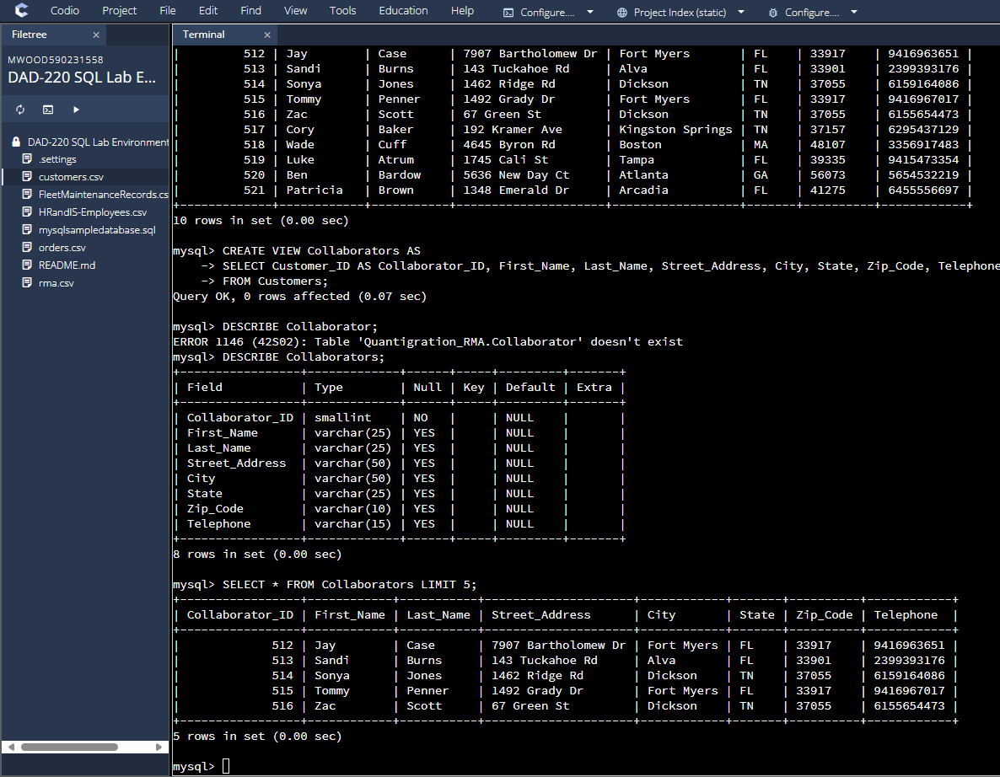 Codio Project File Edit Find View Tools Education Help Configure.... Project Index (static) Configure....
Filetree ×
Terminal ×
MWOOD590231558
DAD-220 SQL Lab E...
DAD-220 SQL Lab Environment
.settings
customers.csv
FleetMaintenanceRecords.cs
HRandIS-Employees.csv
mysqlsampledatabase.sql
orders.csv
README.md
rma.csv
| 512 | Jay | Case | 7907 Bartholomew Dr | Fort Myers | FL | 33917 | 9416963651 |
| 513 | Sandi | Burns | 143 Tuckahoe Rd | Alva | FL | 33901 | 2399393176 |
| 514 | Sonya | Jones | 1462 Ridge Rd | Dickson | TN | 37055 | 6159164086 |
| 515 | Tommy | Penner | 1492 Grady Dr | Fort Myers | FL | 33917 | 9416967017 |
| 516 | Zac | Scott | 67 Green St | Dickson | TN | 37055 | 6155654473 |
| 517 | Cory | Baker | 192 Kramer Ave | Kingston Springs | TN | 37157 | 6295437129 |
| 518 | Wade | Cuff | 4645 Byron Rd | Boston | MA | 48107 | 3356917483 |
| 519 | Luke | Atrum | 1745 Cali St | Tampa | FL | 39335 | 9415473354 |
| 520 | Ben | Bardow | 5636 New Day Ct | Atlanta | GA | 56073 | 5654532219 |
| 521 | Patricia | Brown | 1348 Emerald Dr | Arcadia | FL | 41275 | 6455556697 |
+-------------+------------+-----------+---------------------+------------------+-------+----------+------------+
10 rows in set (0.00 sec)
mysql> CREATE VIEW Collaborators AS
-> SELECT Customer_ID AS Collaborator_ID, First_Name, Last_Name, Street_Address, City, State, Zip_Code, Telephone
-> FROM Customers;
Query OK, 0 rows affected (0.07 sec)
mysql> DESCRIBE Collaborator;
ERROR 1146 (42S02): Table 'Quantigration_RMA.Collaborator' doesn't exist
mysql> DESCRIBE Collaborators;
+-----------------+-------------+------+-----+---------+-------+
| Field | Type | Null | Key | Default | Extra |
+-----------------+-------------+------+-----+---------+-------+
| Collaborator_ID | smallint | NO | | NULL | |
| First_Name | varchar(25) | YES | | NULL | |
| Last_Name | varchar(25) | YES | | NULL | |
| Street_Address | varchar(50) | YES | | NULL | |
| City | varchar(50) | YES | | NULL | |
| State | varchar(25) | YES | | NULL | |
| Zip_Code | varchar(10) | YES | | NULL | |
| Telephone | varchar(15) | YES | | NULL | |
+-----------------+-------------+------+-----+---------+-------+
8 rows in set (0.00 sec)
mysql> SELECT * FROM Collaborators LIMIT 5;
+-----------------+------------+-----------+---------------------+------------+-------+----------+------------+
| Collaborator_ID | First_Name | Last_Name | Street_Address | City | State | Zip_Code | Telephone |
+-----------------+------------+-----------+---------------------+------------+-------+----------+------------+
| 512 | Jay | Case | 7907 Bartholomew Dr | Fort Myers | FL | 33917 | 9416963651 |
| 513 | Sandi | Burns | 143 Tuckahoe Rd | Alva | FL | 33901 | 2399393176 |
| 514 | Sonya | Jones | 1462 Ridge Rd | Dickson | TN | 37055 | 6159164086 |
| 515 | Tommy | Penner | 1492 Grady Dr | Fort Myers | FL | 33917 | 9416967017 |
| 516 | Zac | Scott | 67 Green St | Dickson | TN | 37055 | 6155654473 |
+-----------------+------------+-----------+---------------------+------------+-------+----------+------------+
5 rows in set (0.00 sec)
mysql>